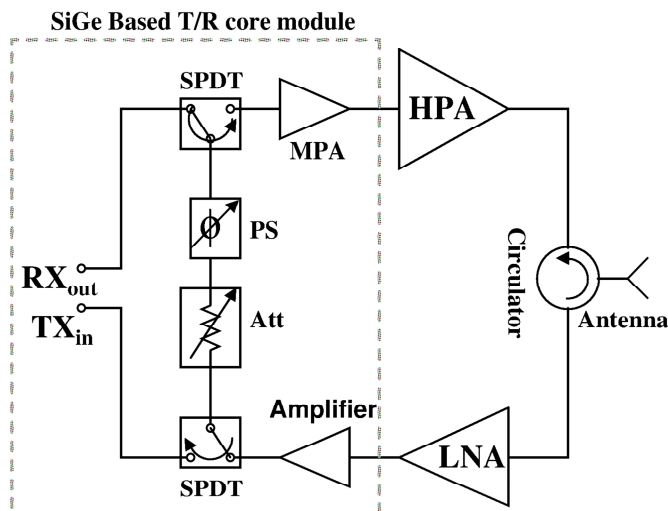 SiGe Based T/R core module
SPDT
MPA
HPA
ϕ
PS
RXout
TXin
Att
Circulator
Antenna
Amplifier
LNA
SPDT